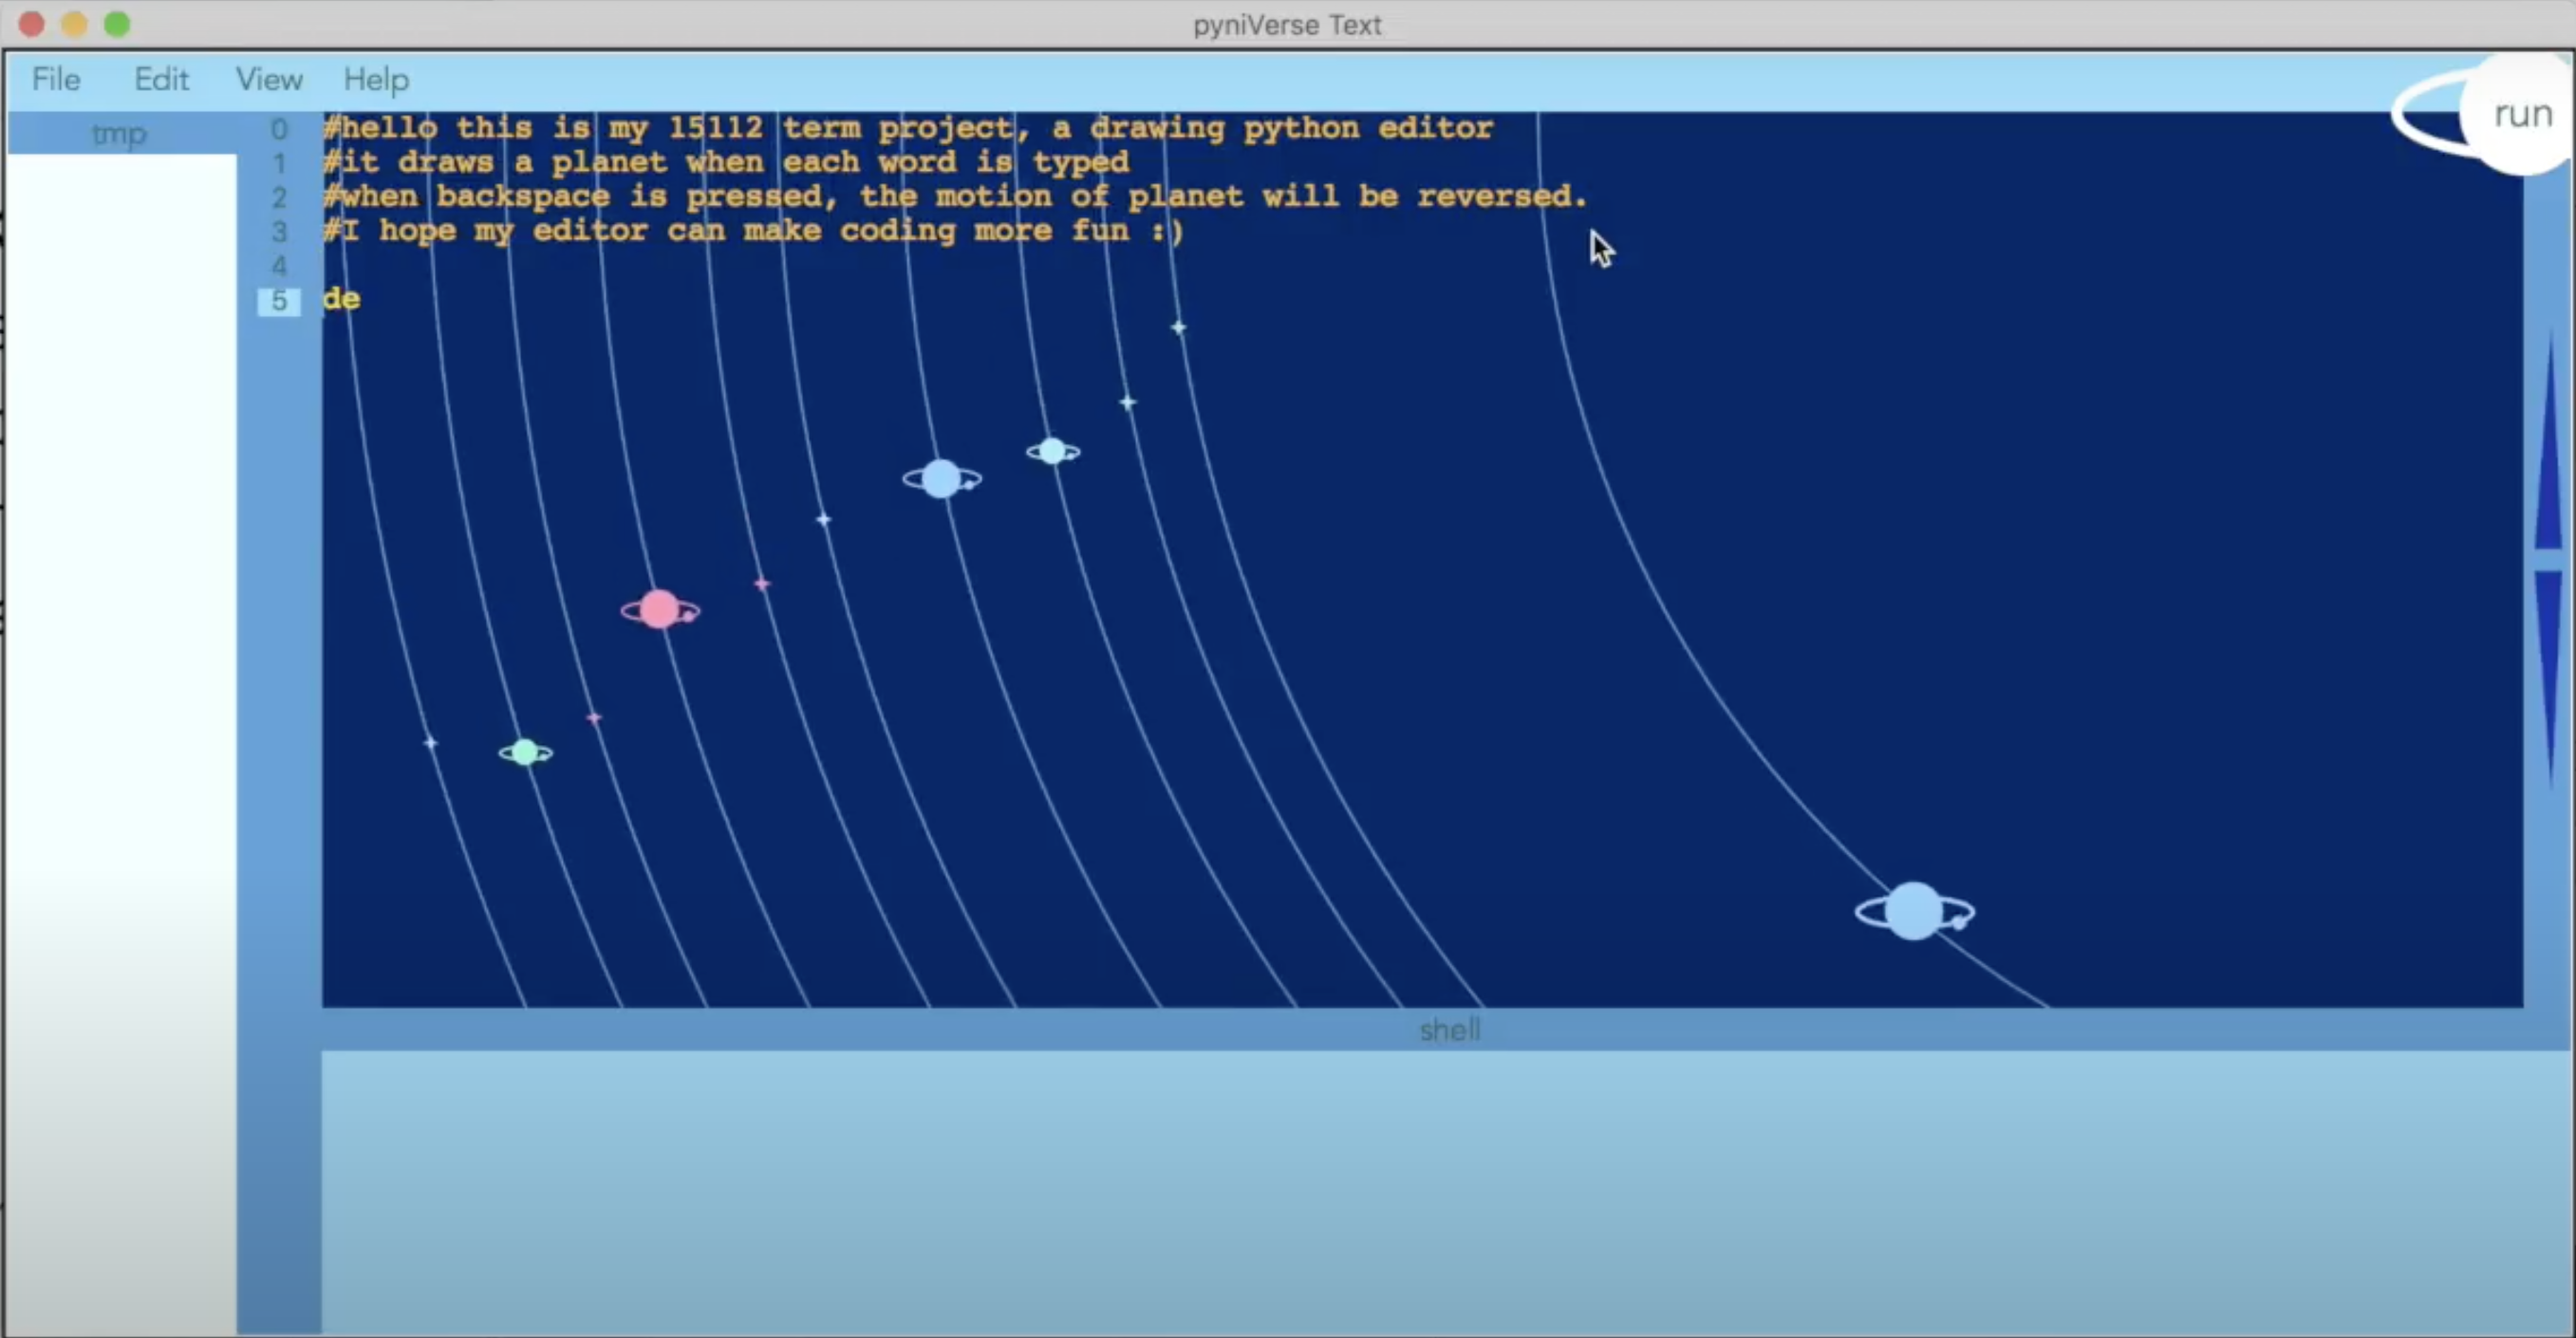 pyniVerse Text
File Edit View Help
run
tmp
0 #hello this is my 15112 term project, a drawing python editor
1 #it draws a planet when each word is typed
2 #when backspace is pressed, the motion of planet will be reversed.
3 #I hope my editor can make coding more fun :)
4
5 de
shell